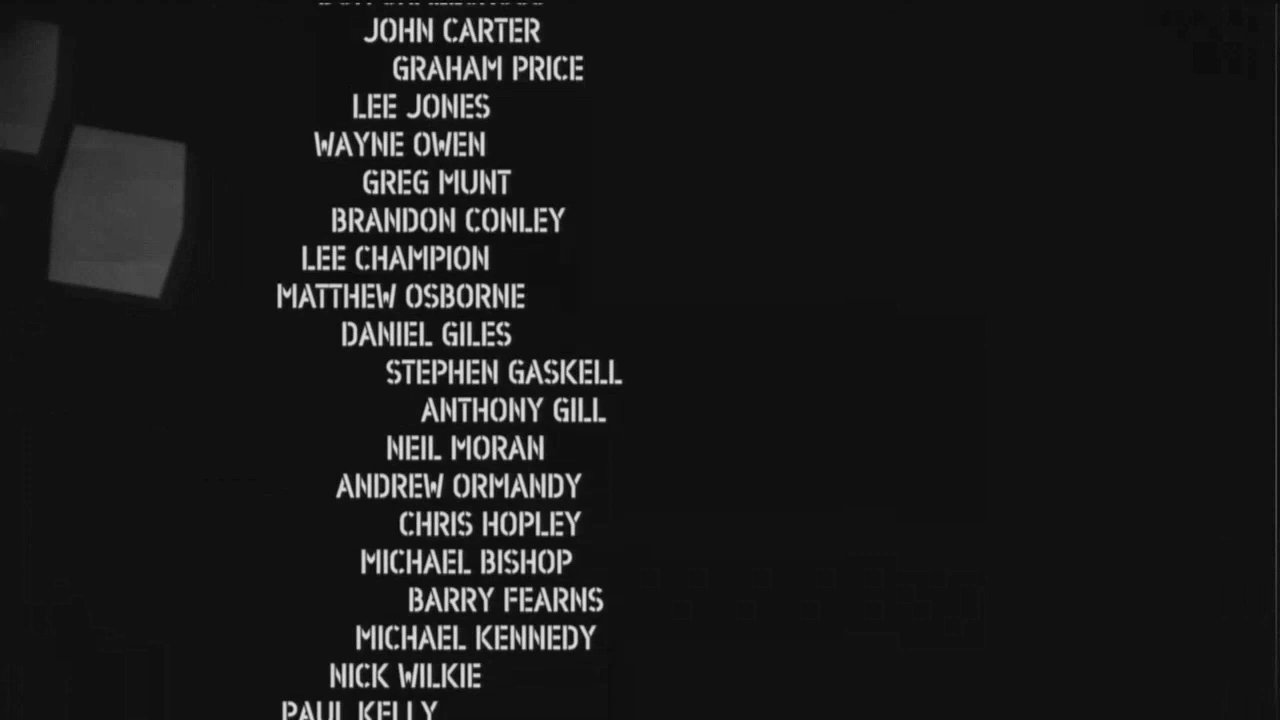 JOHN CARTER
GRAHAM PRICE
LEE JONES
WAYNE OWEN
GREG MUNT
BRANDON CONLEY
LEE CHAMPION
MATTHEW OSBORNE
DANIEL GILES
STEPHEN GASKELL
ANTHONY GILL
NEIL MORAN
ANDREW ORMANDY
CHRIS HOPLEY
MICHAEL BISHOP
BARRY FEARNS
MICHAEL KENNEDY
NICK WILKIE
PAUL KELLY